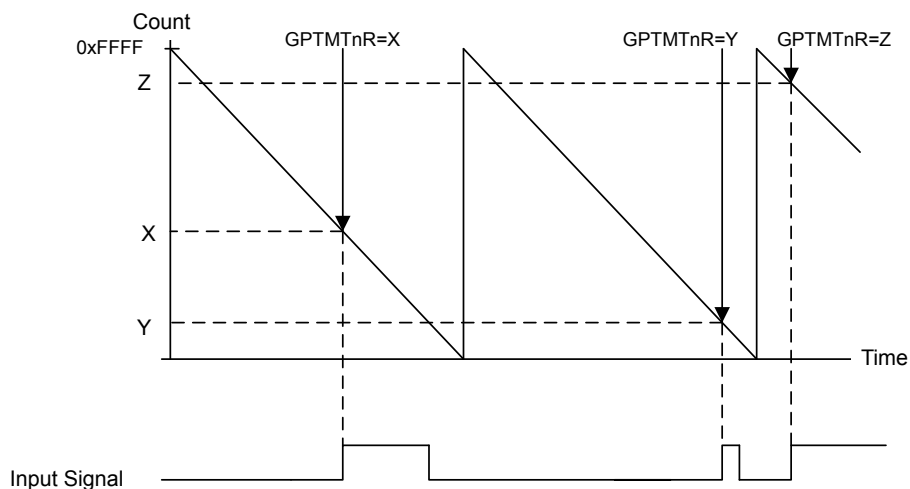 Count
0xFFFF
GPTMTnR=X
GPTMTnR=Y
GPTMTnR=Z
Z
X
Y
Time
Input Signal